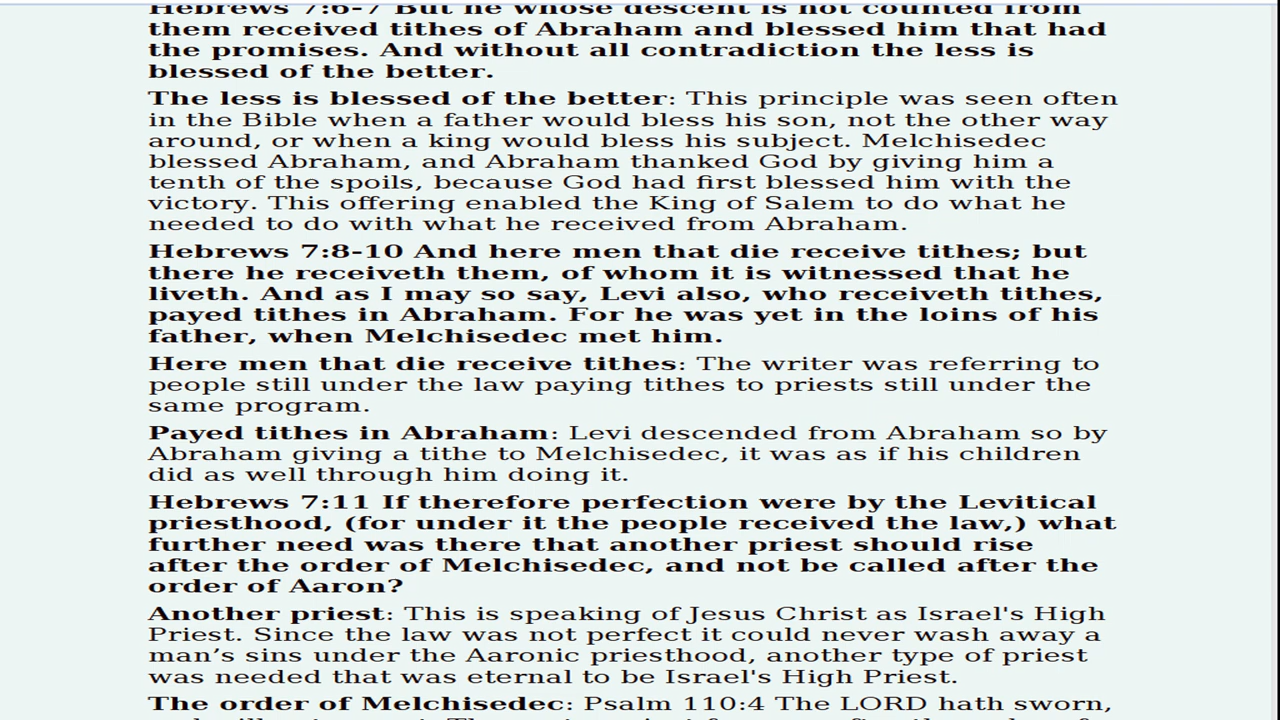 Hebrews 7:6-7 But he whose descent is not counted from
them received tithes of Abraham and blessed him that had
the promises. And without all contradiction the less is
blessed of the better.
The less is blessed of the better: This principle was seen often
in the Bible when a father would bless his son, not the other way
around, or when a king would bless his subject. Melchisedec
blessed Abraham, and Abraham thanked God by giving him a
tenth of the spoils, because God had first blessed him with the
victory. This offering enabled the King of Salem to do what he
needed to do with what he received from Abraham.
Hebrews 7:8-10 And here men that die receive tithes; but
there he receiveth them, of whom it is witnessed that he
liveth. And as I may so say, Levi also, who receiveth tithes,
payed tithes in Abraham. For he was yet in the loins of his
father, when Melchisedec met him.
Here men that die receive tithes: The writer was referring to
people still under the law paying tithes to priests still under the
same program.
Payed tithes in Abraham: Levi descended from Abraham so by
Abraham giving a tithe to Melchisedec, it was as if his children
did as well through him doing it.
Hebrews 7:11 If therefore perfection were by the Levitical
priesthood, (for under it the people received the law,) what
further need was there that another priest should rise
after the order of Melchisedec, and not be called after the
order of Aaron?
Another priest: This is speaking of Jesus Christ as Israel's High
Priest. Since the law was not perfect it could never wash away a
man’s sins under the Aaronic priesthood, another type of priest
was needed that was eternal to be Israel's High Priest.
The order of Melchisedec: Psalm 110:4 The LORD hath sworn,